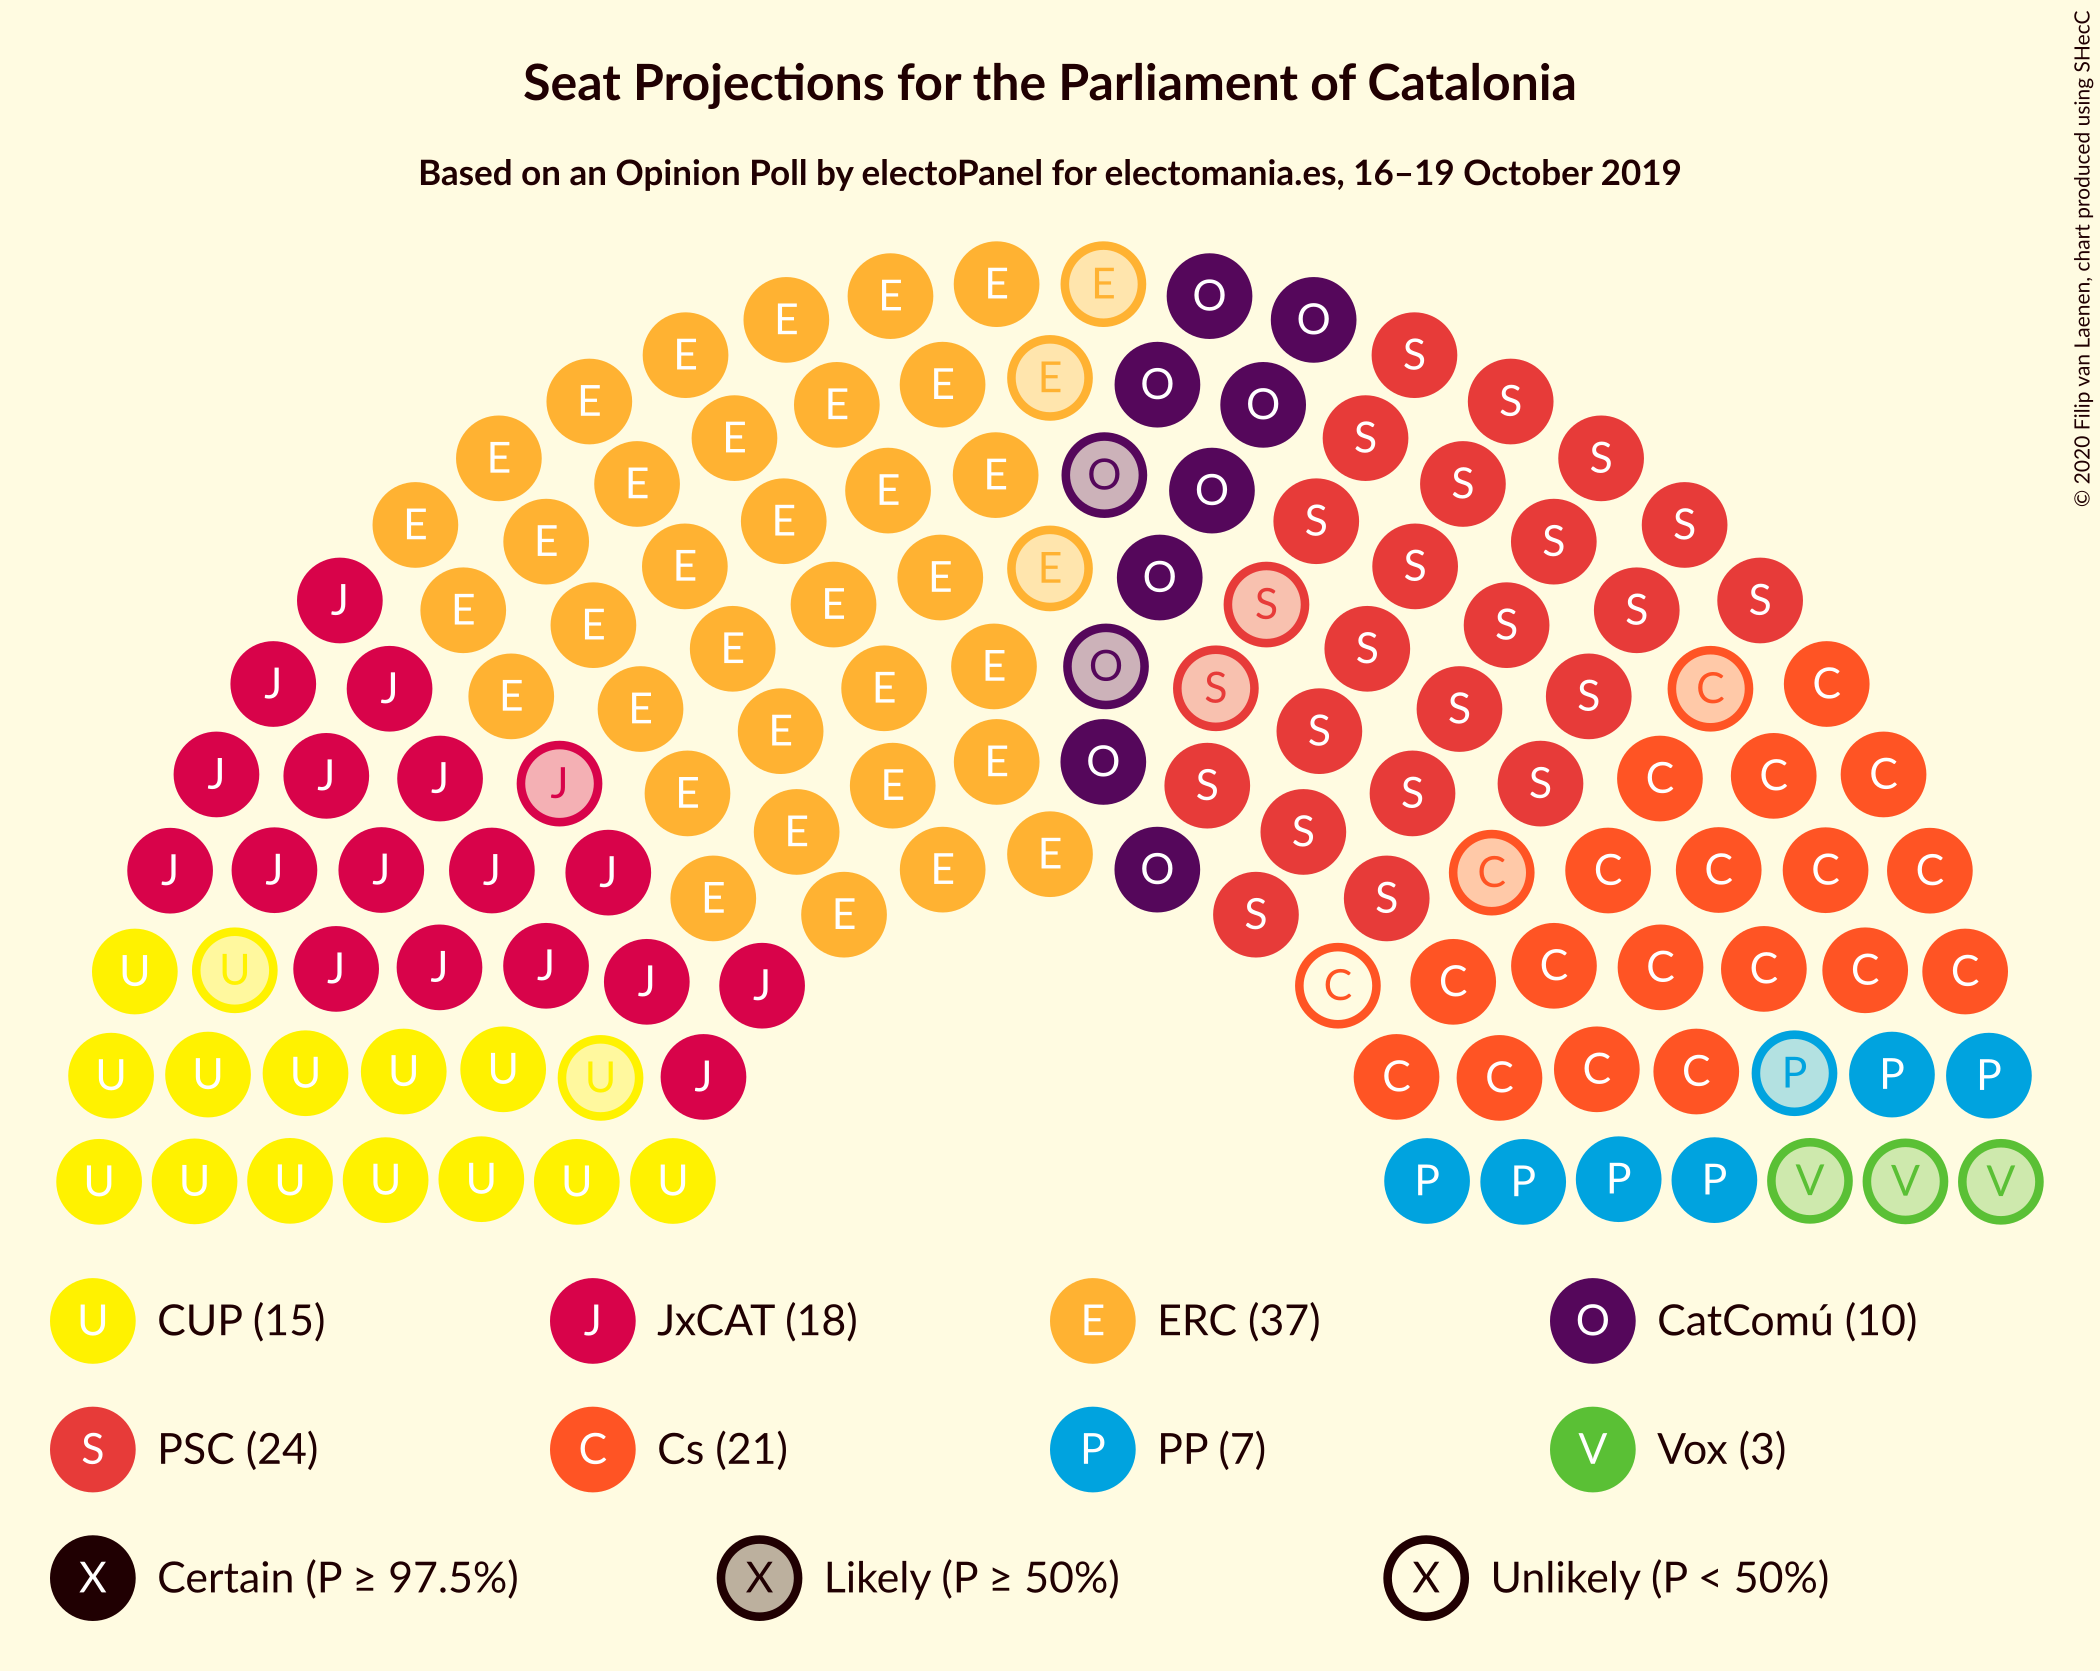 Seat Projections for the Parliament of Catalonia
Based on an Opinion Poll by electoPanel for electomania.es, 16–19 October 2019
© 2020 Filip van Laenen, chart produced using SHecC
E E E O O
E E E O O S
E E E O O S S
E E E E O S S S
E E E E O S S S S
E E E E O S S S S
J E E E E O S S S S S
J J E E E E O S S S S C C
J J J J E E E O S S S S C C C
J J J J J E E E E O S S C C C C C
U U J J J J J C C C C C C C
U U U U U U J C C C C P P P
U U U U U U U P P P P V V V
U CUP (15) J JxCAT (18) E ERC (37) O CatComú (10)
S PSC (24) C Cs (21) P PP (7) V Vox (3)
X Certain (P ≥ 97.5%) X Likely (P ≥ 50%) X Unlikely (P < 50%)